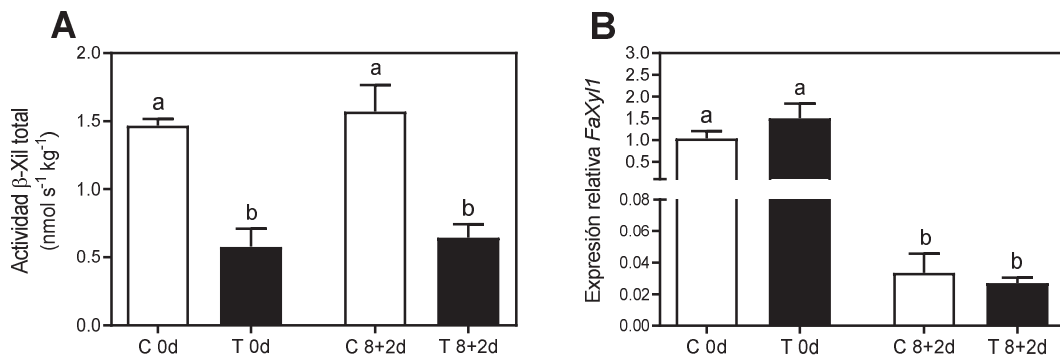 A
Actividad β-Xil total
(nmol s⁻¹ kg⁻¹)
2.0
1.5
1.0
0.5
0.0
a
b
a
b
C 0d
T 0d
C 8+2d
T 8+2d
B
Expresión relativa FaXyl1
3.0
2.5
2.0
1.5
1.0
0.5
0.08
0.06
0.04
0.02
0.00
a
a
b
b
C 0d
T 0d
C 8+2d
T 8+2d